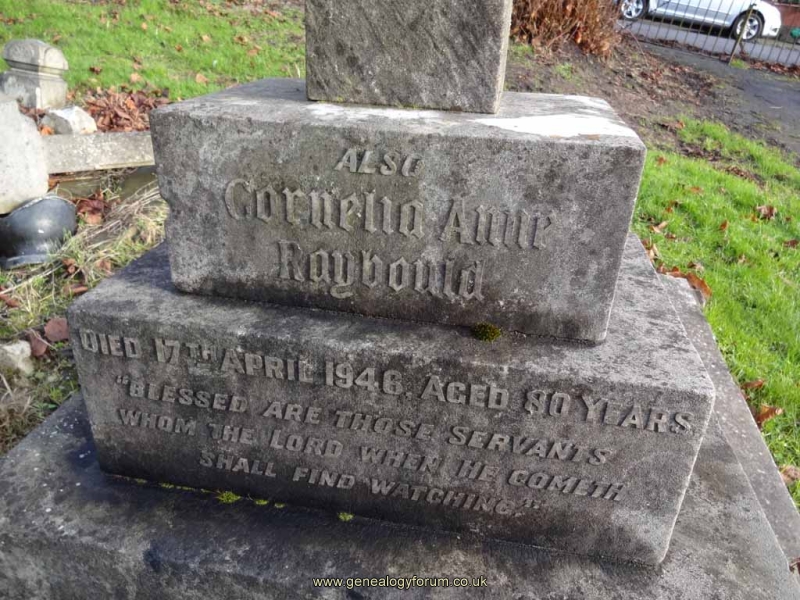 ALSO
Cornelia Anne
Raybould
DIED 17TH APRIL 1946, AGED 80 YEARS.
"BLESSED ARE THOSE SERVANTS
WHOM THE LORD WHEN HE COMETH
SHALL FIND WATCHING."
www.genealogyforum.co.uk